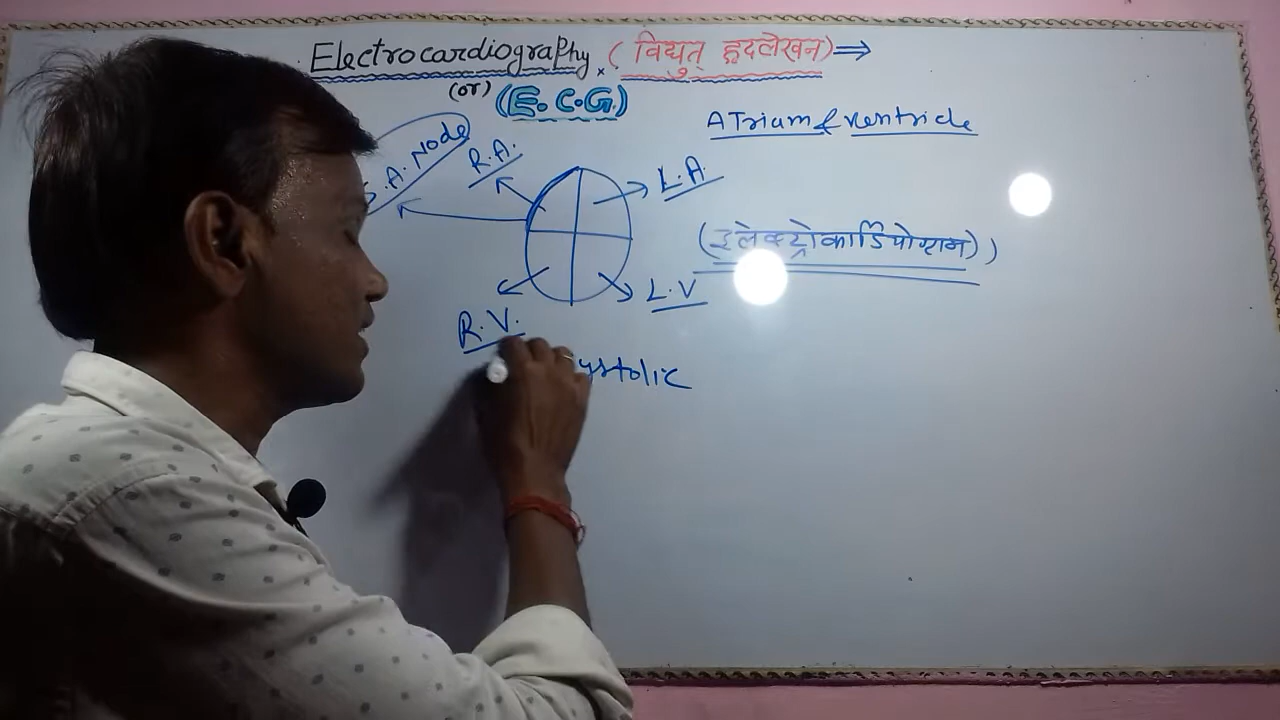 Electrocardiography (विद्युत् हृदलेखन) ⇒
(or) (E.C.G.)
ATrium & ventricle
S.A. Node
R.A.
L.A.
(इलेक्ट्रोकार्डियोग्राम))
L.V
R.V.
ystolic